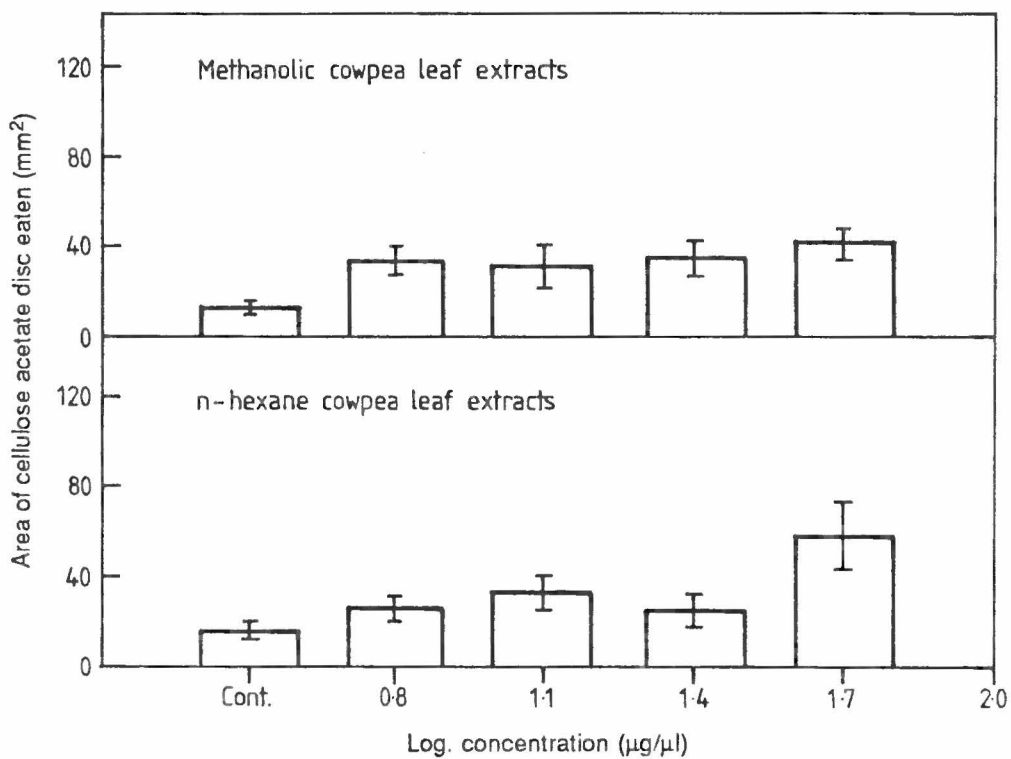 Area of cellulose acetate disc eaten (mm²)
Methanolic cowpea leaf extracts
120
80
40
0
n-hexane cowpea leaf extracts
120
80
40
0
Cont. 0·8 1·1 1·4 1·7 2·0
Log. concentration (µg/µl)